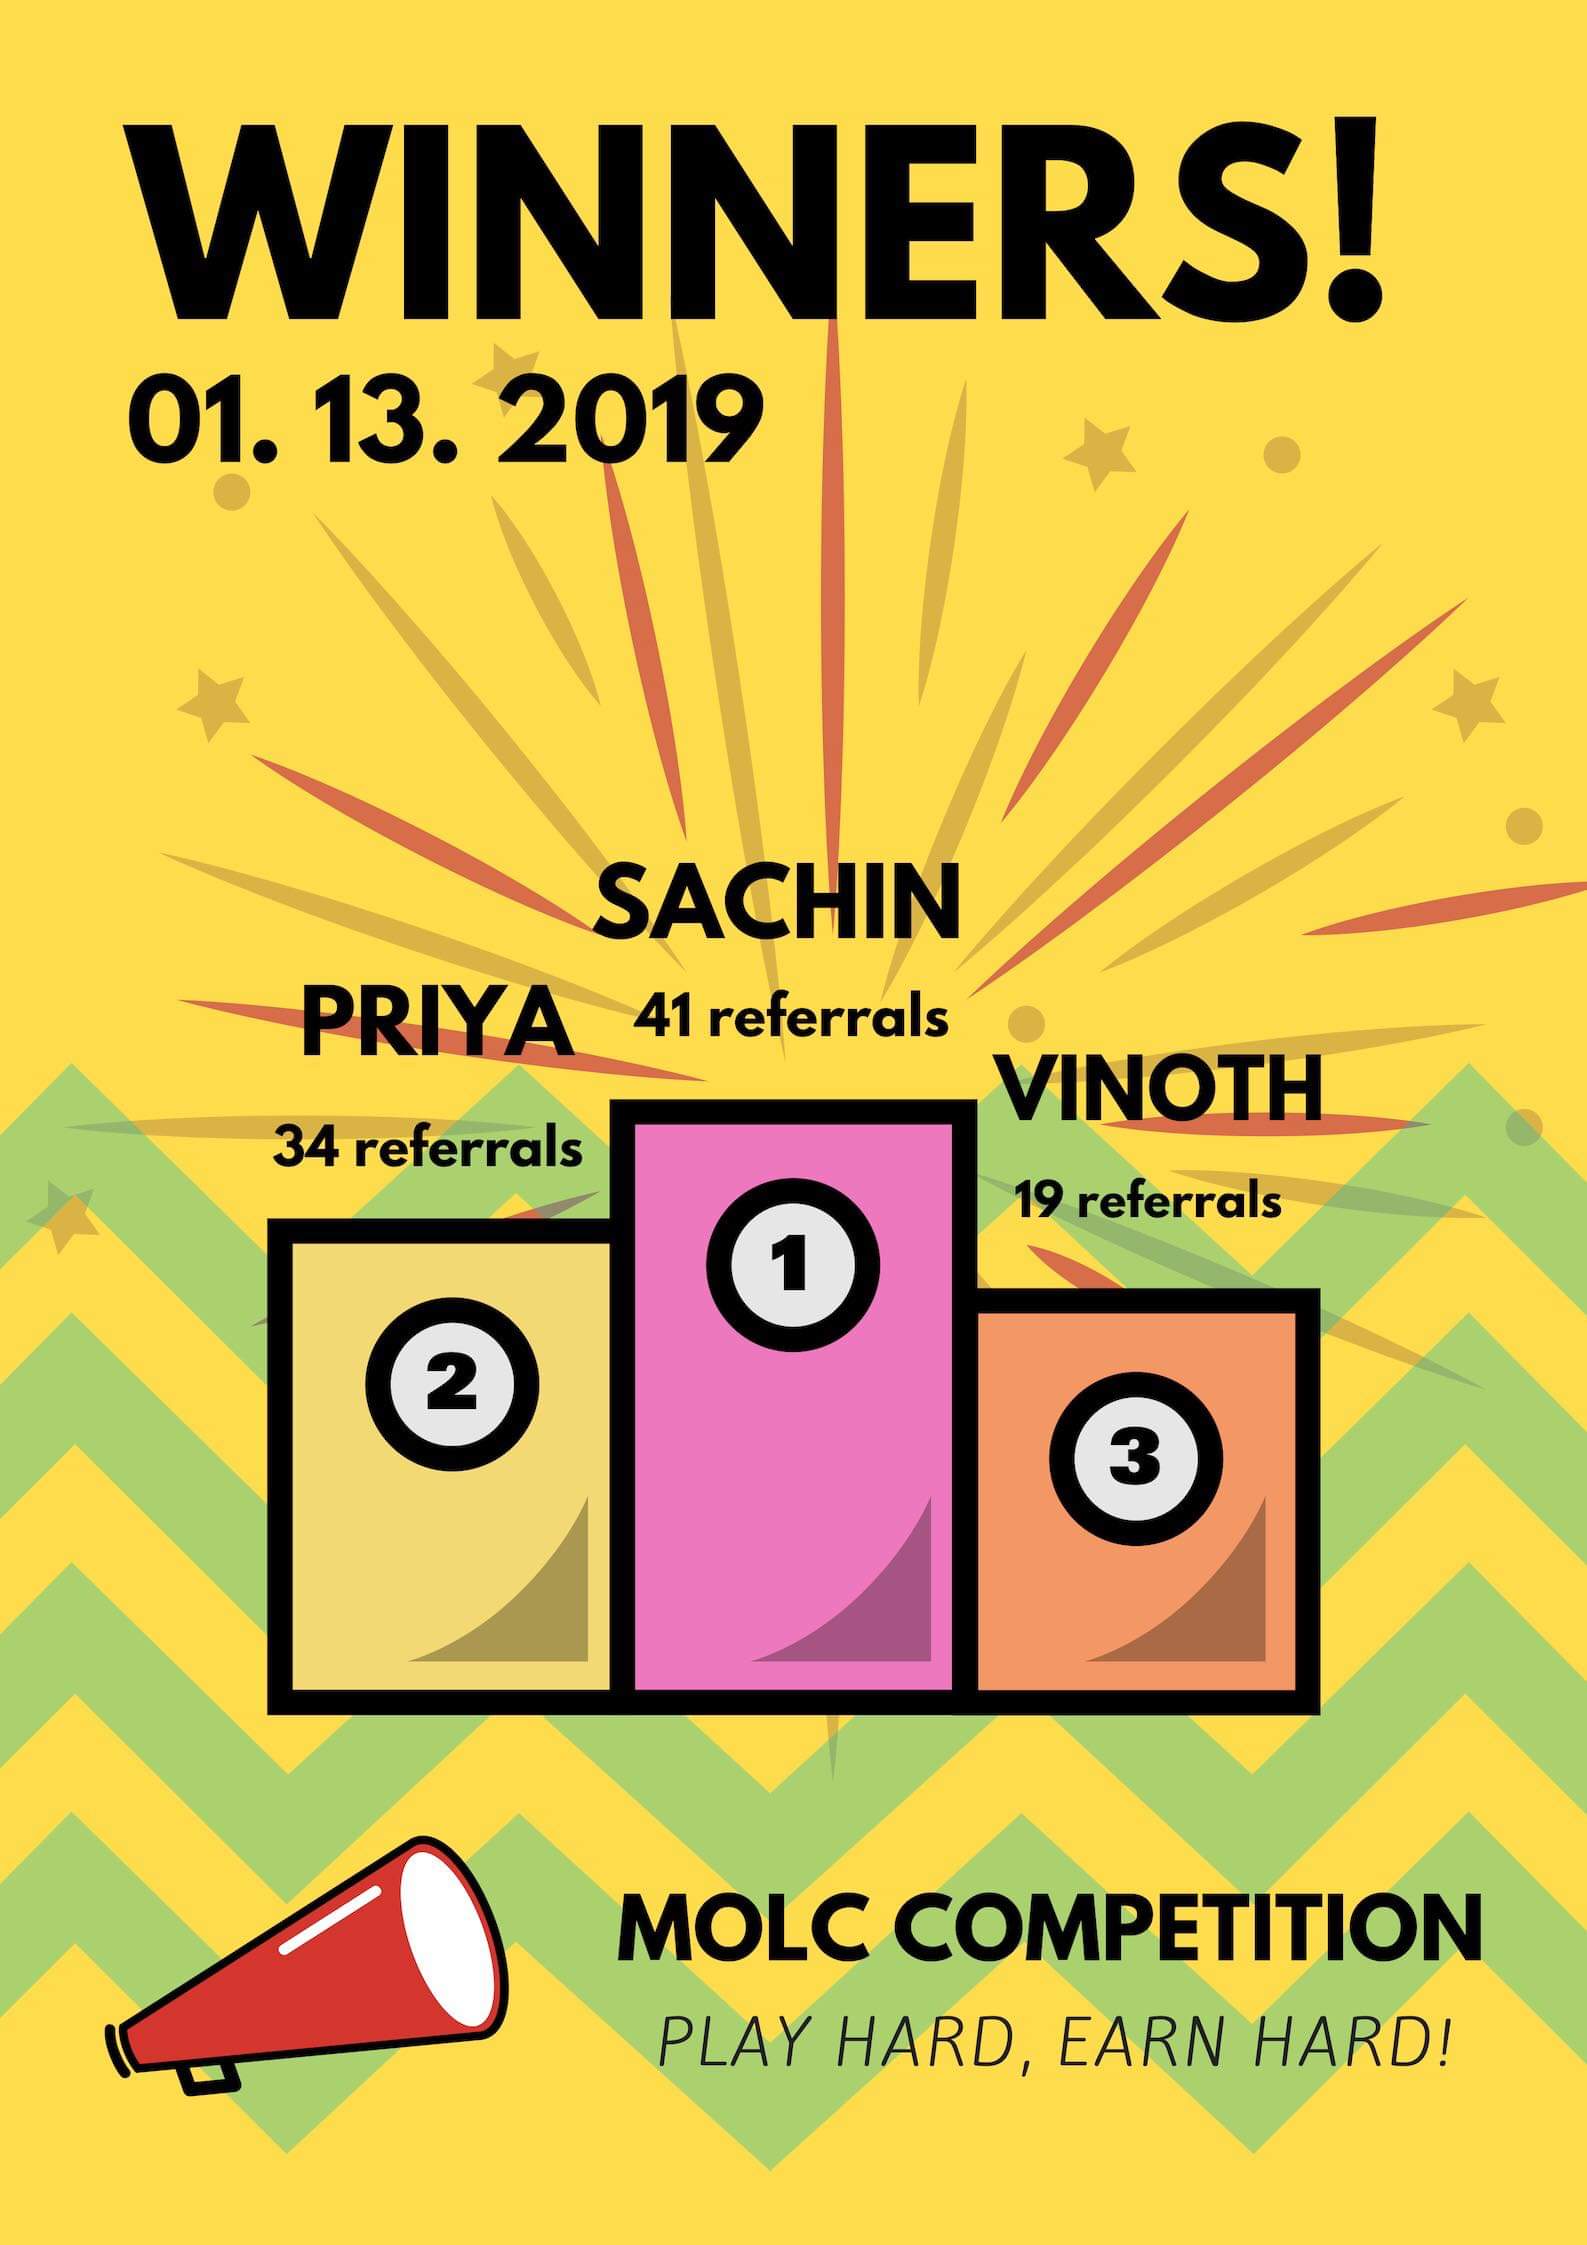 WINNERS!
01. 13. 2019
SACHIN
41 referrals
PRIYA
34 referrals
VINOTH
19 referrals
1
2
3
MOLC COMPETITION
PLAY HARD, EARN HARD!